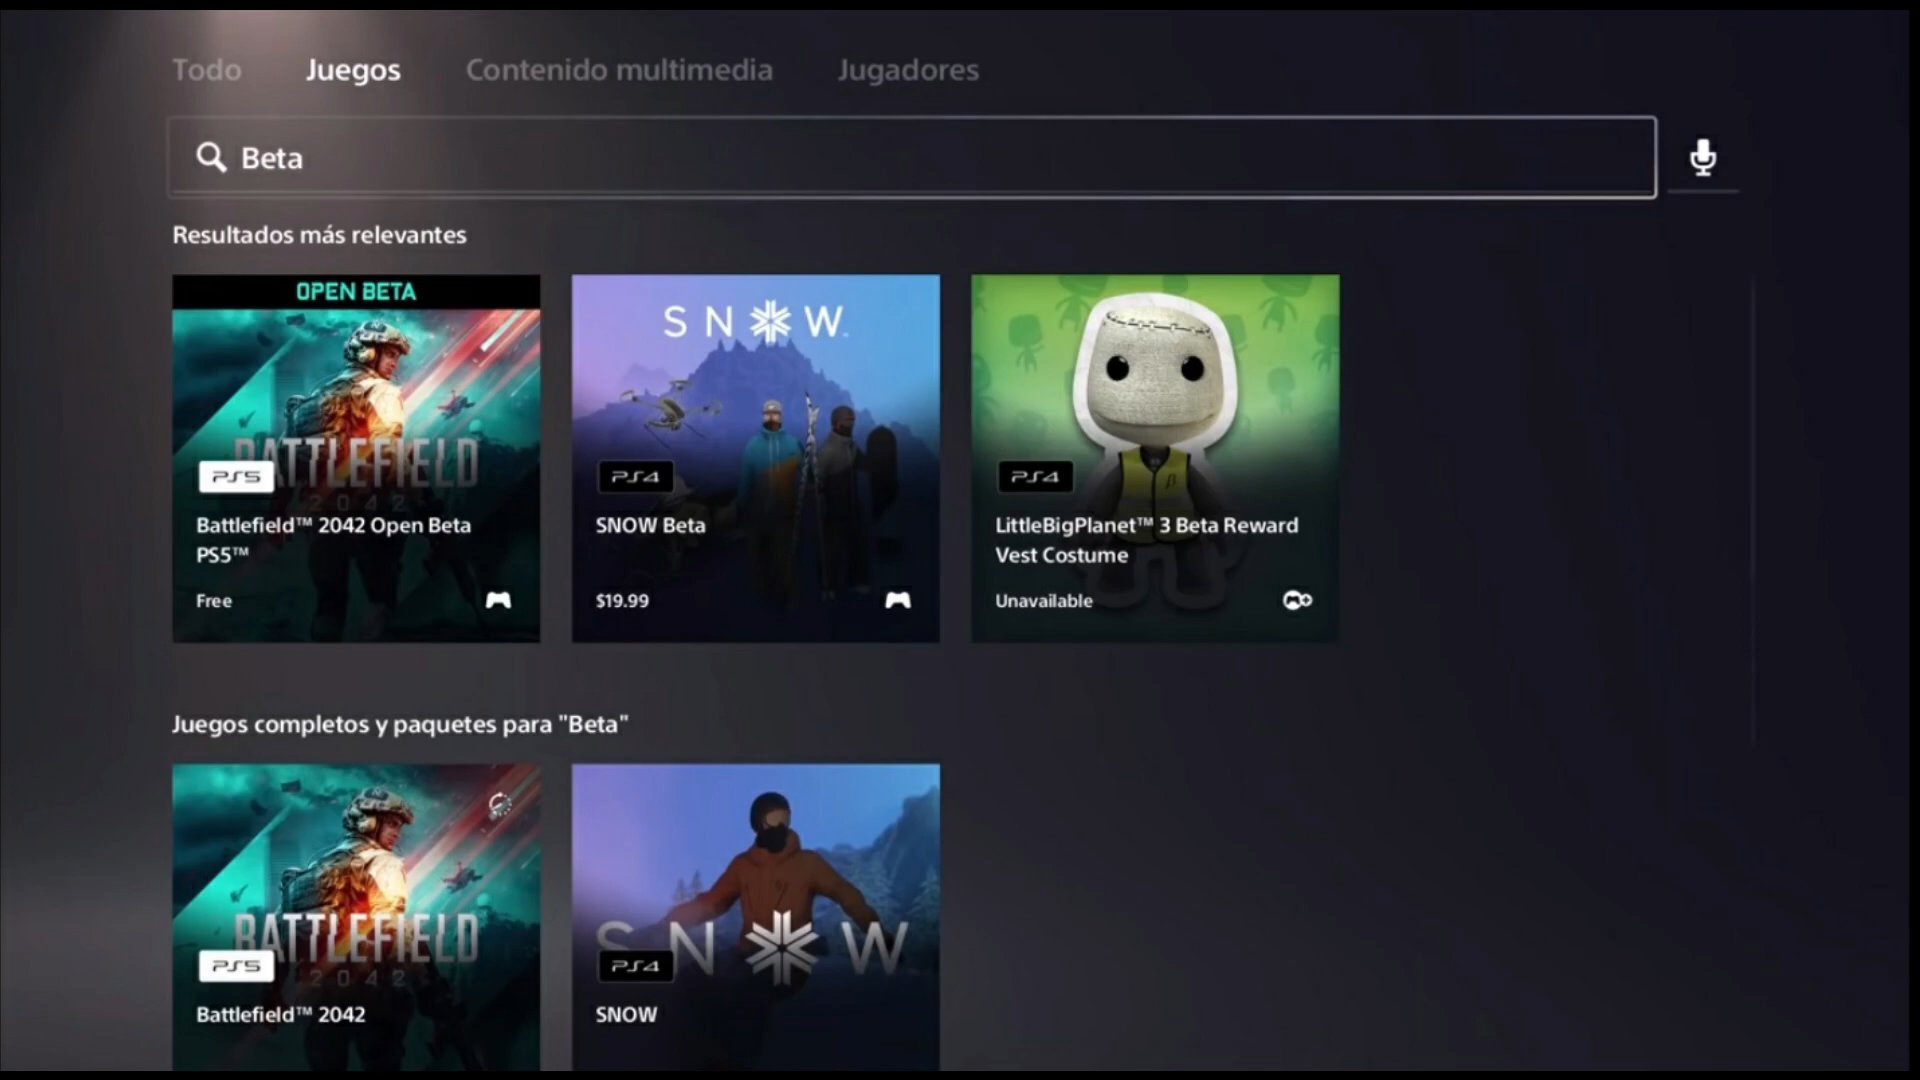 Todo Juegos Contenido multimedia Jugadores
Beta
Resultados más relevantes
OPEN BETA
BATTLEFIELD
2042
PS5
Battlefield™ 2042 Open Beta
PS5™
Free
SNOW™
PS4
SNOW Beta
$19.99
PS4
LittleBigPlanet™ 3 Beta Reward
Vest Costume
Unavailable
Juegos completos y paquetes para "Beta"
BATTLEFIELD
2042
PS5
Battlefield™ 2042
SNOW
PS4
SNOW